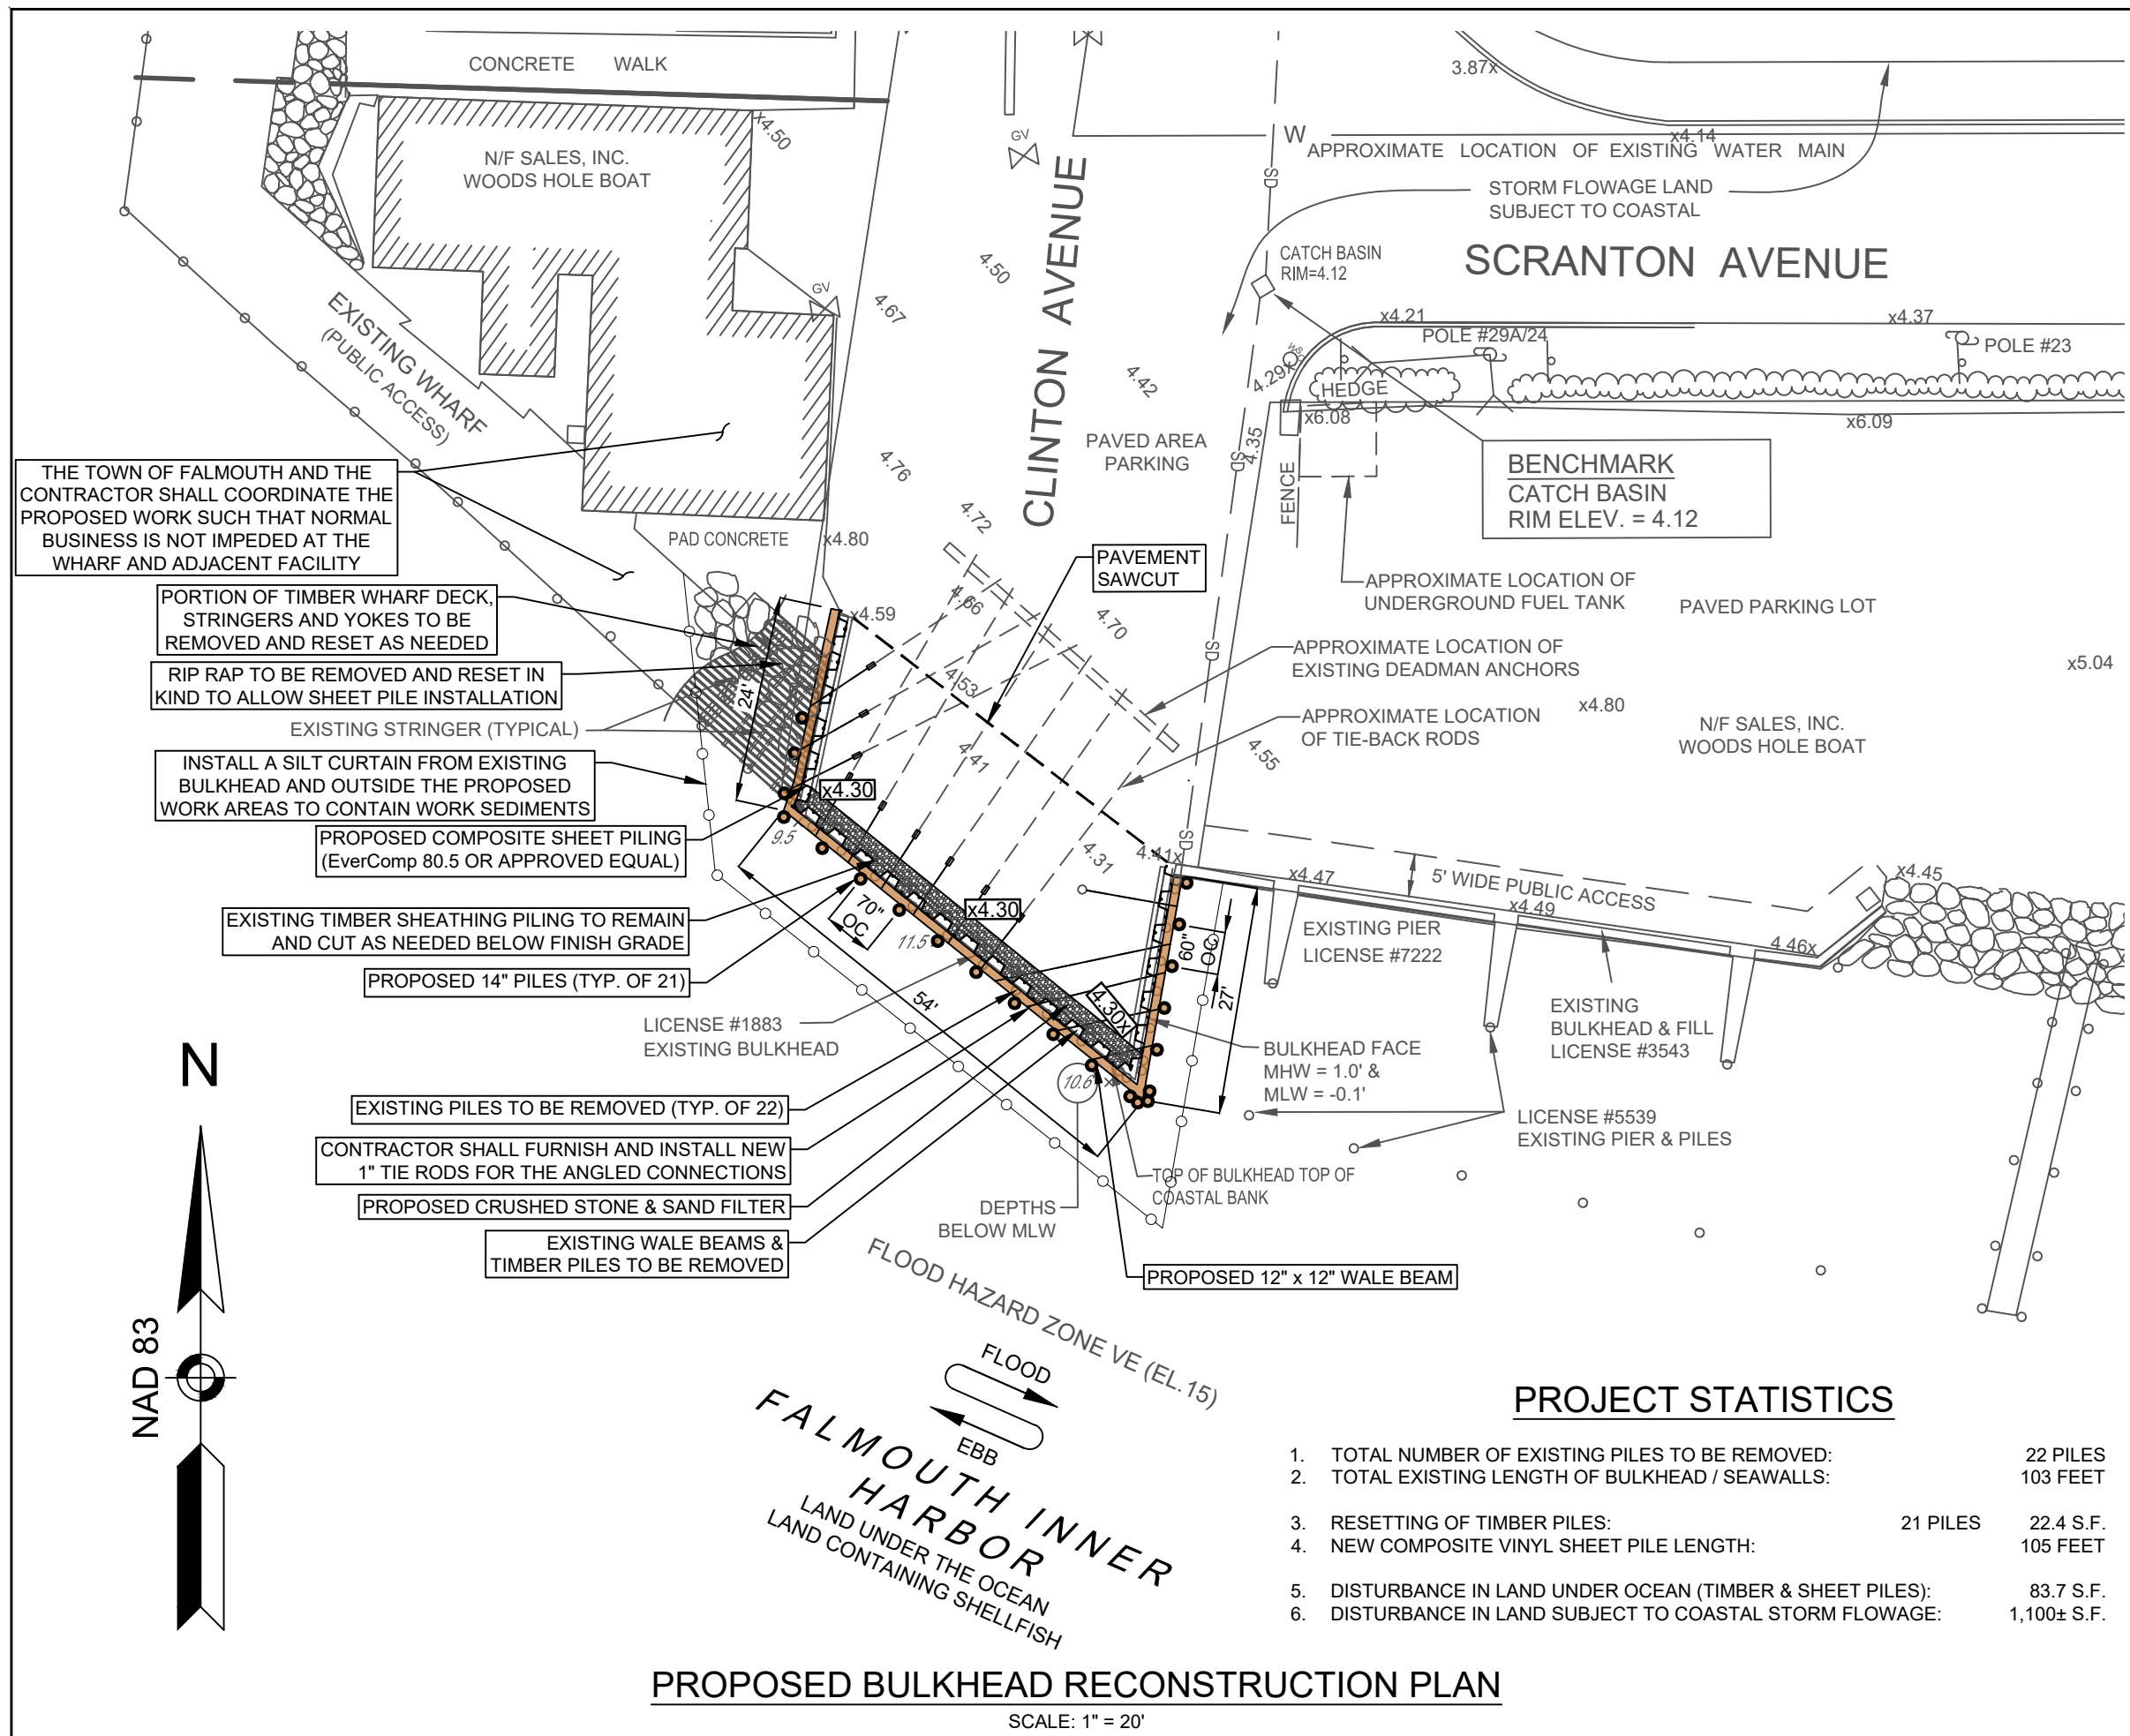 CONCRETE WALK
N/F SALES, INC.
WOODS HOLE BOAT
x4.50
GV
W
3.87x
x4.14
APPROXIMATE LOCATION OF EXISTING WATER MAIN
STORM FLOWAGE LAND
SUBJECT TO COASTAL
SD
CATCH BASIN
RIM=4.12
SCRANTON AVENUE
CLINTON AVENUE
4.50
GV
4.67
4.42
4.76
4.72
x4.21
POLE #29A/24
x4.37
POLE #23
4.29x
HEDGE
x6.08
x6.09
4.35
SD
FENCE
PAVED AREA
PARKING
BENCHMARK
CATCH BASIN
RIM ELEV. = 4.12
EXISTING WHARF
(PUBLIC ACCESS)
THE TOWN OF FALMOUTH AND THE
CONTRACTOR SHALL COORDINATE THE
PROPOSED WORK SUCH THAT NORMAL
BUSINESS IS NOT IMPEDED AT THE
WHARF AND ADJACENT FACILITY
PAD CONCRETE
x4.80
PAVEMENT
SAWCUT
APPROXIMATE LOCATION OF
UNDERGROUND FUEL TANK
PAVED PARKING LOT
PORTION OF TIMBER WHARF DECK,
STRINGERS AND YOKES TO BE
REMOVED AND RESET AS NEEDED
x4.59
4.66
4.70
SD
APPROXIMATE LOCATION OF
EXISTING DEADMAN ANCHORS
x5.04
RIP RAP TO BE REMOVED AND RESET IN
KIND TO ALLOW SHEET PILE INSTALLATION
24'
4.53
x4.80
EXISTING STRINGER (TYPICAL)
APPROXIMATE LOCATION
OF TIE-BACK RODS
N/F SALES, INC.
WOODS HOLE BOAT
4.41
4.55
INSTALL A SILT CURTAIN FROM EXISTING
BULKHEAD AND OUTSIDE THE PROPOSED
WORK AREAS TO CONTAIN WORK SEDIMENTS
x4.30
PROPOSED COMPOSITE SHEET PILING
(EverComp 80.5 OR APPROVED EQUAL)
9.5
4.31
4.41x
SD
x4.47
5' WIDE PUBLIC ACCESS
x4.49
4.46x
x4.45
EXISTING TIMBER SHEATHING PILING TO REMAIN
AND CUT AS NEEDED BELOW FINISH GRADE
70"
OC
x4.30
11.5
60"
OC
27'
EXISTING PIER
LICENSE #7222
PROPOSED 14" PILES (TYP. OF 21)
54'
4.30x
LICENSE #1883
EXISTING BULKHEAD
BULKHEAD FACE
MHW = 1.0' &
MLW = -0.1'
EXISTING
BULKHEAD & FILL
LICENSE #3543
N
10.6
EXISTING PILES TO BE REMOVED (TYP. OF 22)
LICENSE #5539
EXISTING PIER & PILES
CONTRACTOR SHALL FURNISH AND INSTALL NEW
1" TIE RODS FOR THE ANGLED CONNECTIONS
TOP OF BULKHEAD TOP OF
COASTAL BANK
PROPOSED CRUSHED STONE & SAND FILTER
DEPTHS
BELOW MLW
EXISTING WALE BEAMS &
TIMBER PILES TO BE REMOVED
PROPOSED 12" x 12" WALE BEAM
FLOOD HAZARD ZONE VE (EL.15)
NAD 83
FLOOD
EBB
FALMOUTH INNER
HARBOR
LAND UNDER THE OCEAN
LAND CONTAINING SHELLFISH
PROJECT STATISTICS
1. TOTAL NUMBER OF EXISTING PILES TO BE REMOVED: 22 PILES
2. TOTAL EXISTING LENGTH OF BULKHEAD / SEAWALLS: 103 FEET
3. RESETTING OF TIMBER PILES: 21 PILES 22.4 S.F.
4. NEW COMPOSITE VINYL SHEET PILE LENGTH: 105 FEET
5. DISTURBANCE IN LAND UNDER OCEAN (TIMBER & SHEET PILES): 83.7 S.F.
6. DISTURBANCE IN LAND SUBJECT TO COASTAL STORM FLOWAGE: 1,100± S.F.
PROPOSED BULKHEAD RECONSTRUCTION PLAN
SCALE: 1" = 20'